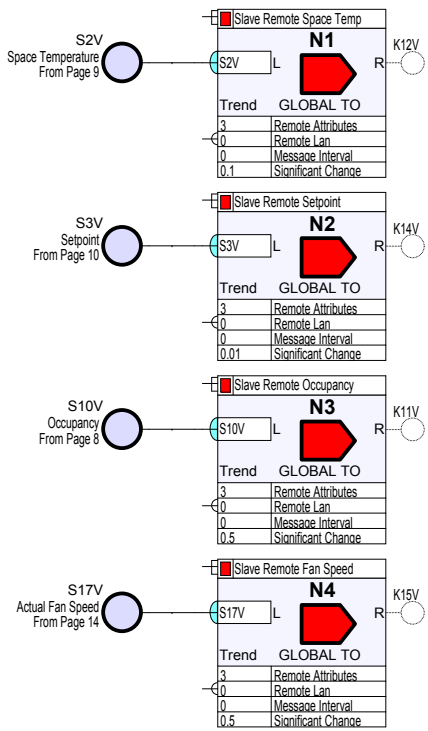 Slave Remote Space Temp
S2V
Space Temperature
From Page 9
N1
K12V
S2V
L
R
Trend
GLOBAL TO
3 Remote Attributes
0 Remote Lan
0 Message Interval
0.1 Significant Change
Slave Remote Setpoint
S3V
Setpoint
From Page 10
N2
K14V
S3V
L
R
Trend
GLOBAL TO
3 Remote Attributes
0 Remote Lan
0 Message Interval
0.01 Significant Change
Slave Remote Occupancy
S10V
Occupancy
From Page 8
N3
K11V
S10V
L
R
Trend
GLOBAL TO
3 Remote Attributes
0 Remote Lan
0 Message Interval
0.5 Significant Change
Slave Remote Fan Speed
S17V
Actual Fan Speed
From Page 14
N4
K15V
S17V
L
R
Trend
GLOBAL TO
3 Remote Attributes
0 Remote Lan
0 Message Interval
0.5 Significant Change